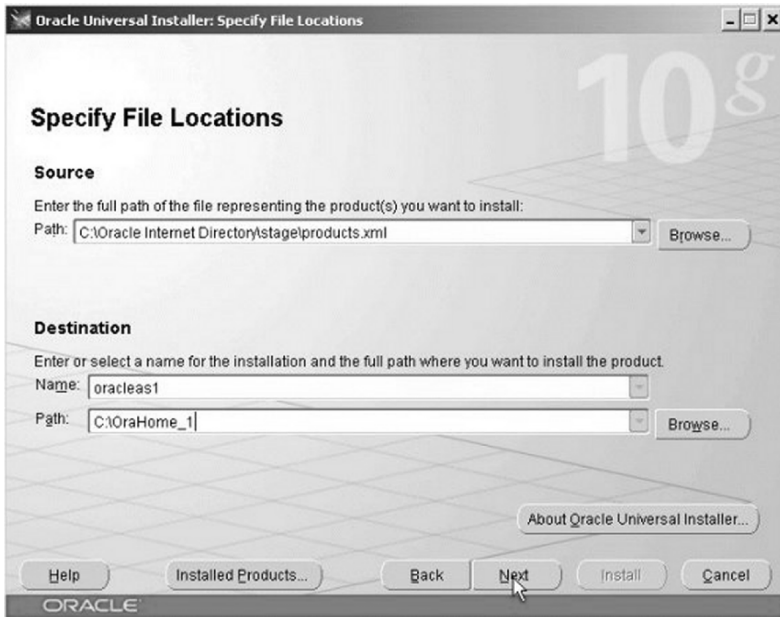 Oracle Universal Installer: Specify File Locations
10g
Specify File Locations
Source
Enter the full path of the file representing the product(s) you want to install:
Path: C:\Oracle Internet Directory\stage\products.xml Browse...
Destination
Enter or select a name for the installation and the full path where you want to install the product.
Name: oracleas1
Path: C:\OraHome_1 Browse...
About Oracle Universal Installer...
Help Installed Products... Back Next Install Cancel
ORACLE